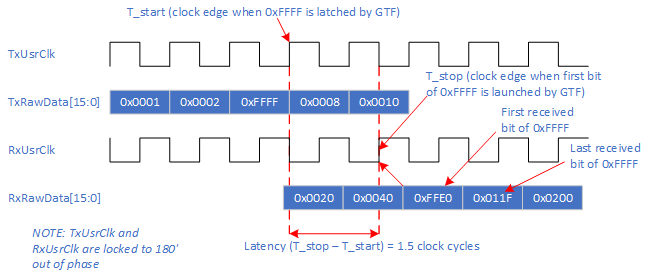 T_start (clock edge when 0xFFFF is latched by GTF)
TxUsrClk
T_stop (clock edge when first bit
of 0xFFFF is launched by GTF)
TxRawData[15:0]
0x0001 0x0002 0xFFFF 0x0008 0x0010
First received
bit of 0xFFFF
RxUsrClk
Last received
bit of 0xFFFF
RxRawData[15:0]
0x0020 0x0040 0xFFE0 0x011F 0x0200
NOTE: TxUsrClk and
RxUsrClk are locked to 180'
out of phase
Latency (T_stop – T_start) = 1.5 clock cycles